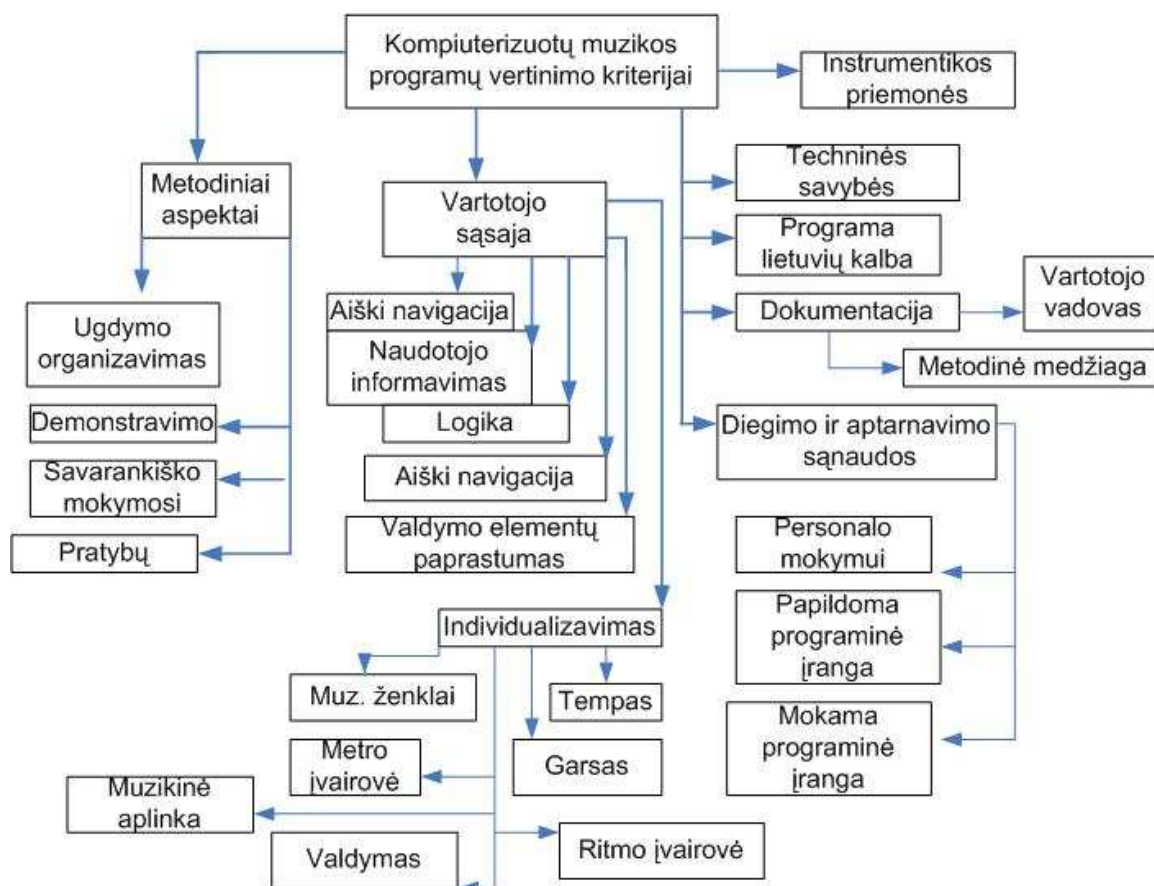 Kompiuterizuotų muzikos
programų vertinimo kriterijai
Instrumentikos
priemonės
Metodiniai
aspektai
Vartotojo
sąsaja
Techninės
savybės
Programa
lietuvių kalba
Dokumentacija
Vartotojo
vadovas
Metodinė medžiaga
Ugdymo
organizavimas
Demonstravimo
Savarankiško
mokymosi
Pratybų
Aiški navigacija
Naudotojo
informavimas
Logika
Aiški navigacija
Valdymo elementų
paprastumas
Diegimo ir aptarnavimo
sąnaudos
Personalo
mokymui
Papildoma
programinė
įranga
Mokama
programinė
įranga
Individualizavimas
Muz. ženklai
Tempas
Metro
įvairovė
Garsas
Muzikinė
aplinka
Valdymas
Ritmo įvairovė